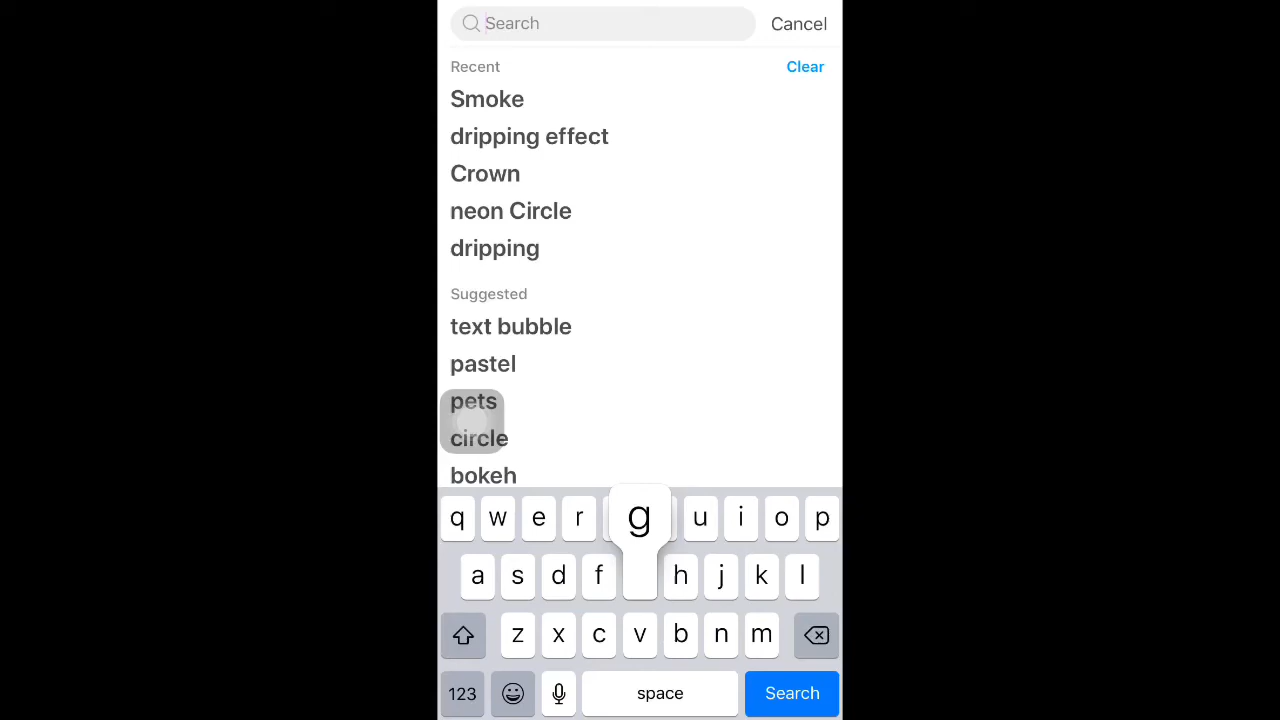 Search Cancel
Recent Clear
Smoke
dripping effect
Crown
neon Circle
dripping
Suggested
text bubble
pastel
pets
circle
bokeh
q w e r g u i o p
a s d f h j k l
z x c v b n m
123 space Search